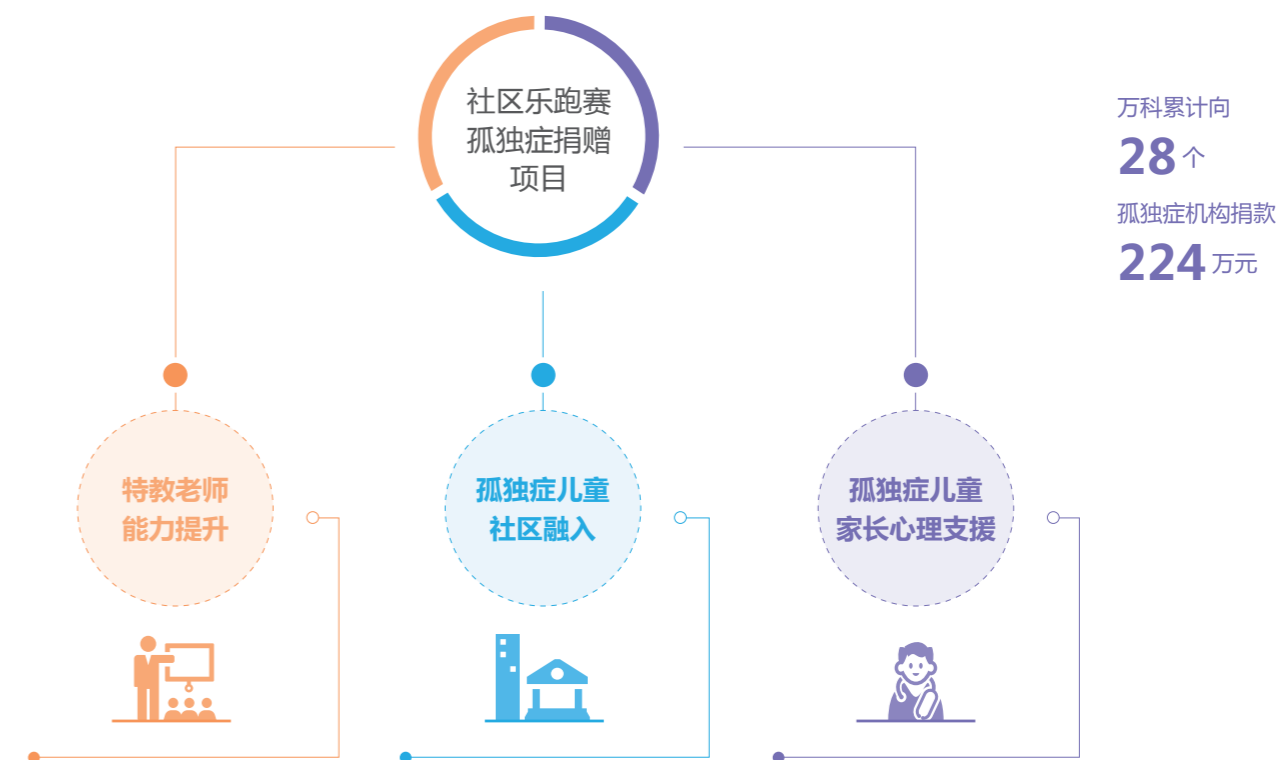 社区乐跑赛
孤独症捐赠
项目
万科累计向
28个
孤独症机构捐款
224万元
特教老师
能力提升
孤独症儿童
社区融入
孤独症儿童
家长心理支援